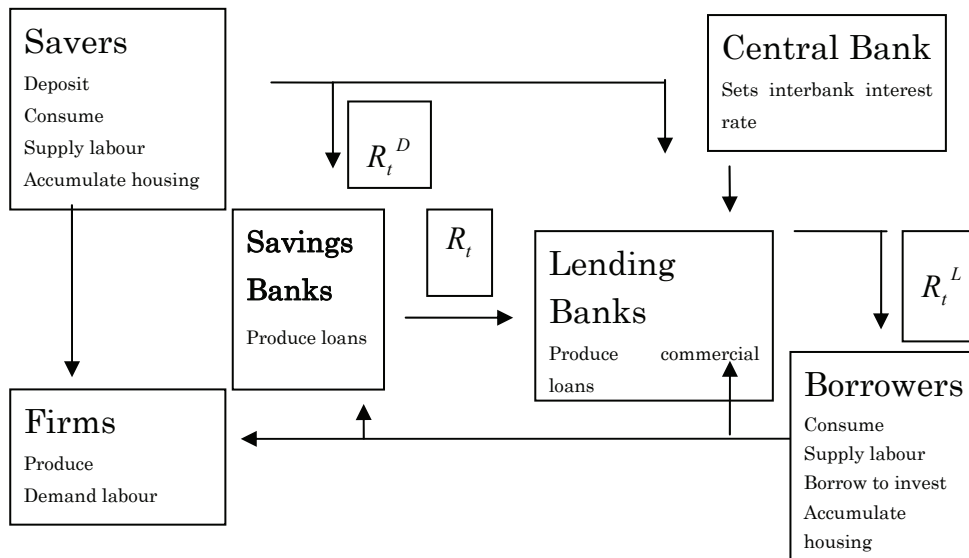 Savers
Deposit
Consume
Supply labour
Accumulate housing
Central Bank
Sets interbank interest
rate
R_t^D
Savings
Banks
Produce loans
R_t
Lending
Banks
Produce commercial
loans
R_t^L
Firms
Produce
Demand labour
Borrowers
Consume
Supply labour
Borrow to invest
Accumulate
housing